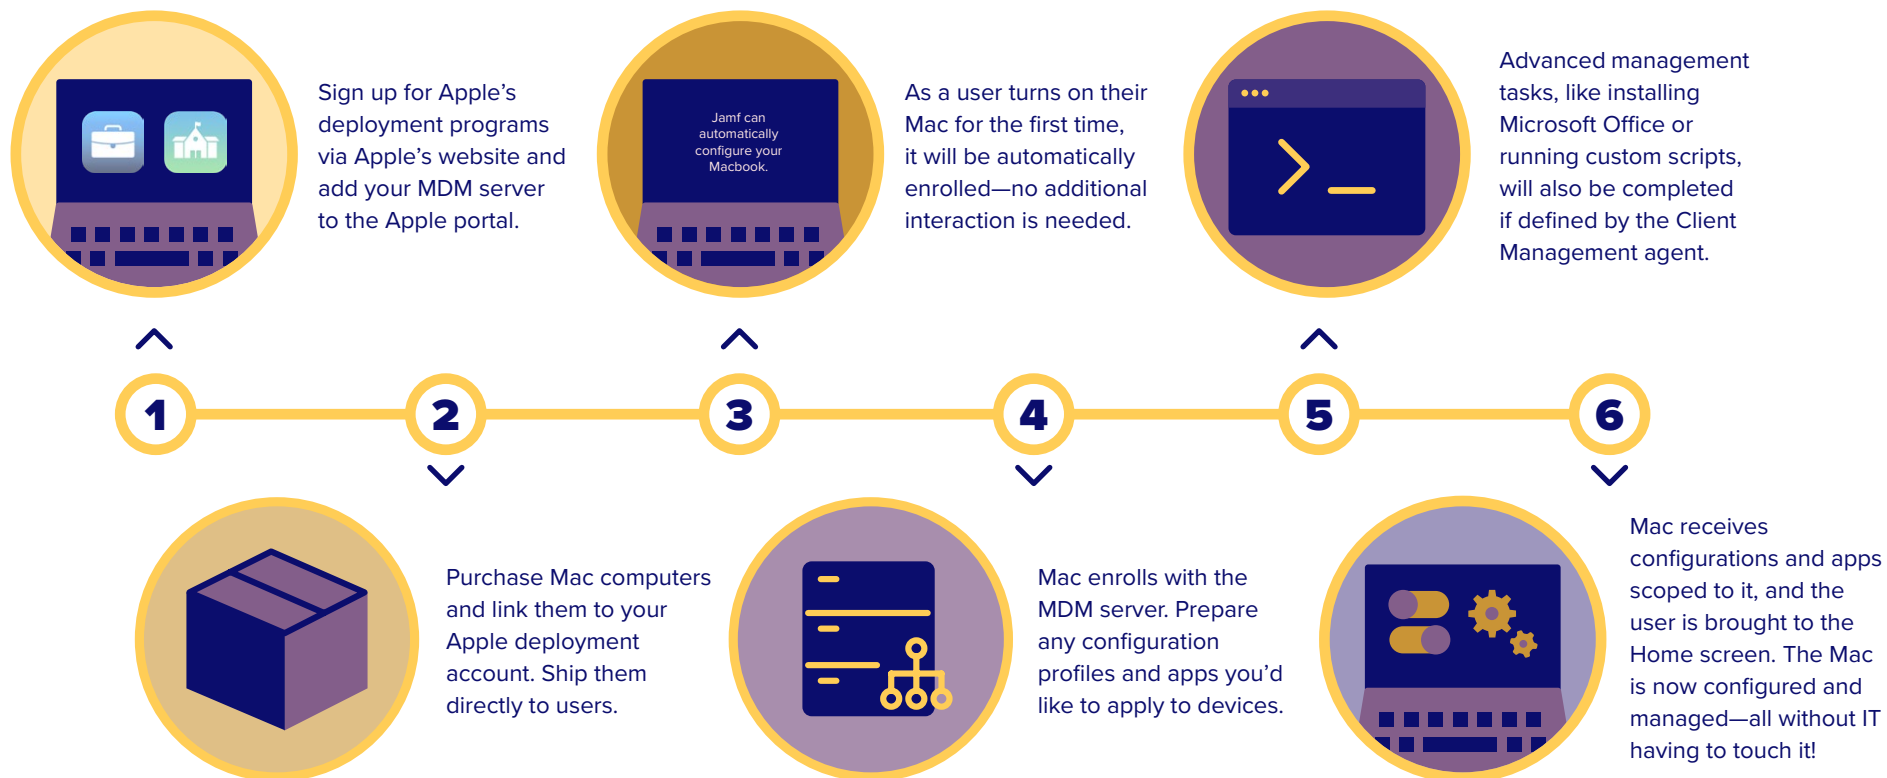 Sign up for Apple’s
deployment programs
via Apple’s website and
add your MDM server
to the Apple portal.
Jamf can
automatically
configure your
Macbook.
As a user turns on their
Mac for the first time,
it will be automatically
enrolled—no additional
interaction is needed.
Advanced management
tasks, like installing
Microsoft Office or
running custom scripts,
will also be completed
if defined by the Client
Management agent.
1
2
3
4
5
6
Purchase Mac computers
and link them to your
Apple deployment
account. Ship them
directly to users.
Mac enrolls with the
MDM server. Prepare
any configuration
profiles and apps you’d
like to apply to devices.
Mac receives
configurations and apps
scoped to it, and the
user is brought to the
Home screen. The Mac
is now configured and
managed—all without IT
having to touch it!